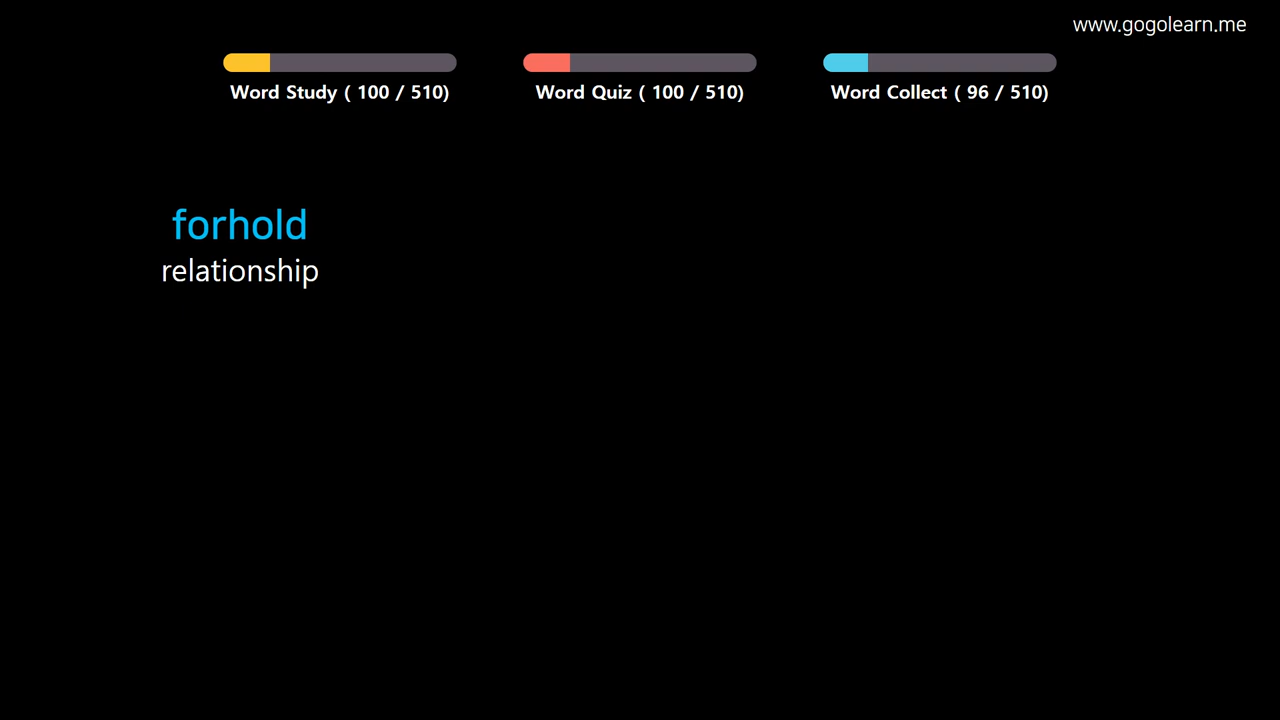 www.gogolearn.me
Word Study ( 100 / 510)
Word Quiz ( 100 / 510)
Word Collect ( 96 / 510)
forhold
relationship